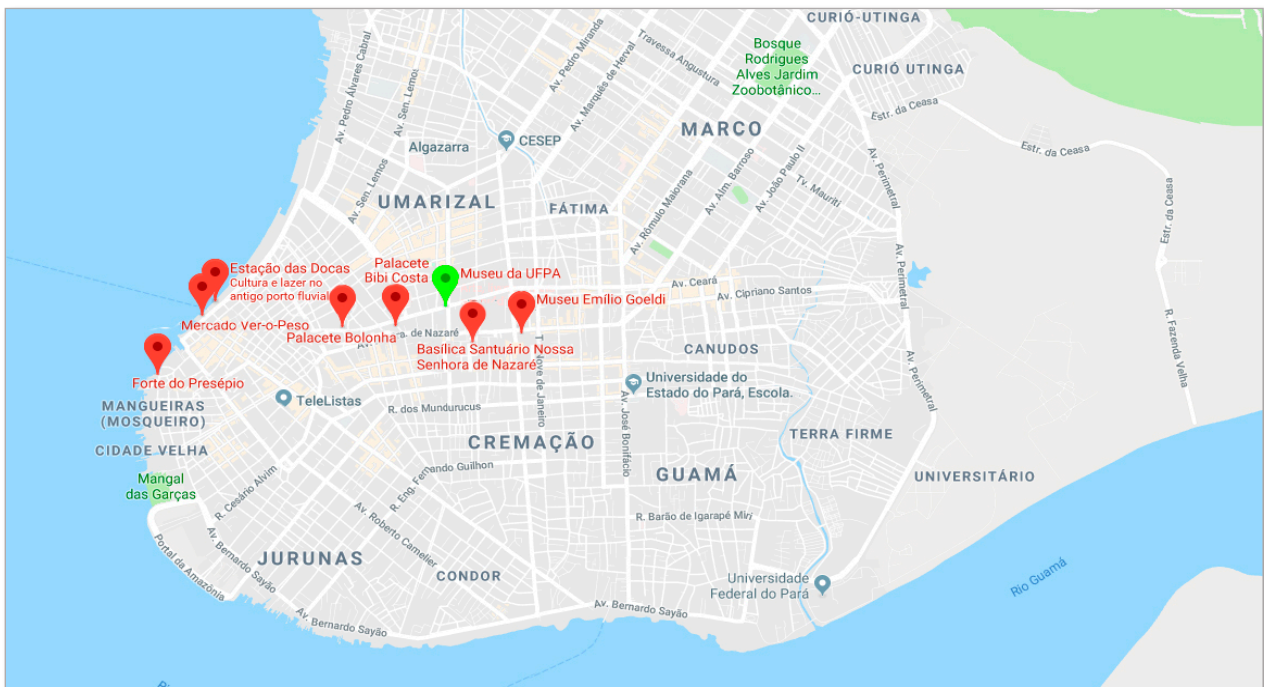 CURIÓ-UTINGA
Av. Pedro Álvares Cabral
Av. Sen. Lemos
Av. Pedro Miranda
Av. Marquês de Herval
Travessa Angustura
Bosque
Rodrigues
Alves Jardim
Zoobotânico...
CURIÓ UTINGA
Estr. da Ceasa
Estr. da Ceasa
Estr. da Ceasa
MARCO
CESEP
Algazarra
Av. Perimetral
Av. João Paulo II
Av. Alm. Barroso
Tv. Mauriti
Av. Rômulo Maiorana
Av. Sen. Lemos
UMARIZAL
FÁTIMA
Palacete
Bibi Costa
Museu da UFPA
Estação das Docas
Cultura e lazer no
antigo porto fluvial
Av. Ceará
Av. Cipriano Santos
Av. Perimetral
Museu Emílio Goeldi
Mercado Ver-o-Peso
Palacete Bolonha
ra. de Nazaré
Basílica Santuário Nossa
Senhora de Nazaré
ove de Janeiro
CANUDOS
R. Fazenda Velha
Av. Perimetral
Forte do Presépio
Universidade do
Estado do Pará, Escola.
TeleListas
R. dos Mundurucus
MANGUEIRAS
(MOSQUEIRO)
CIDADE VELHA
CREMAÇÃO
Av. José Bonifácio
TERRA FIRME
R. Eng. Fernando Guilhon
GUAMÁ
UNIVERSITÁRIO
Mangal
das Garças
R. Cesário Alvim
R. Barão de Igarapé Miri
Av. Roberto Camelier
Portal da Amazônia
Av. Bernardo Sayão
JURUNAS
CONDOR
Universidade
Federal do Pará
Rio Guamá
Av. Bernardo Sayão
Av. Bernardo Sayão